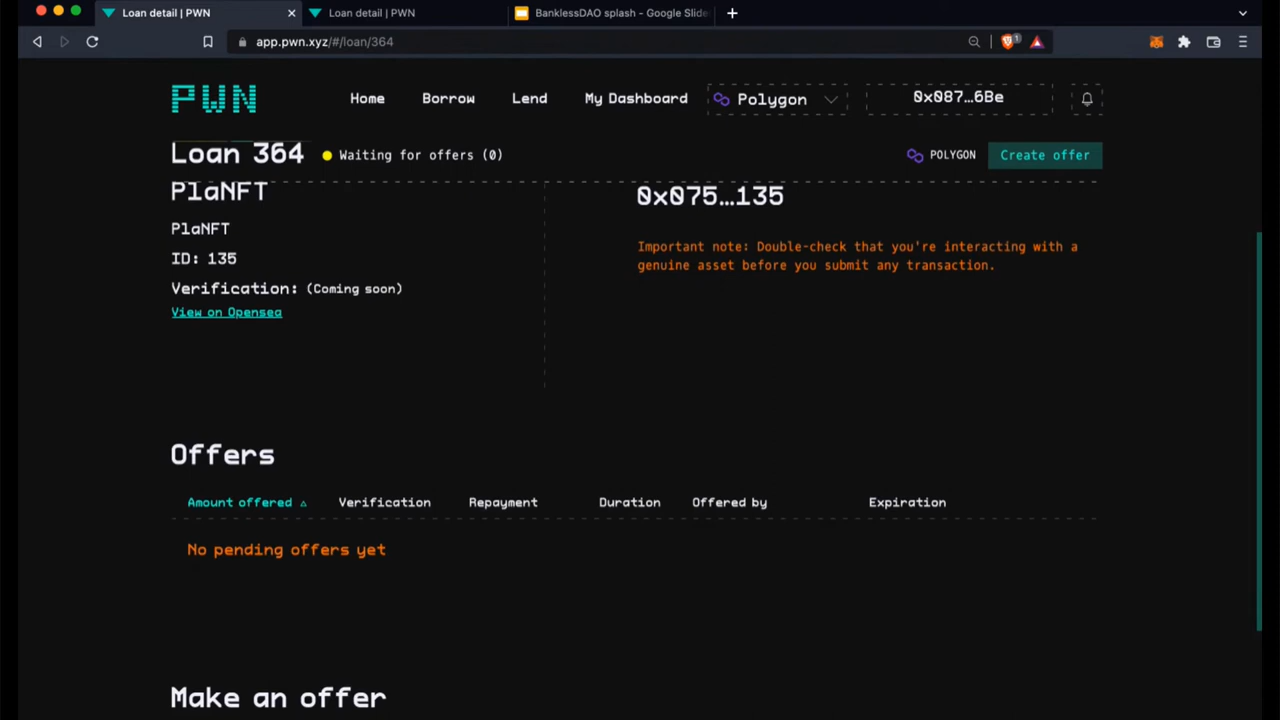 Loan detail | PWN
Loan detail | PWN
BanklessDAO splash - Google Slide
app.pwn.xyz/#/loan/364
1
PWN
Home
Borrow
Lend
My Dashboard
Polygon
0x087...6Be
Loan 364
Waiting for offers (0)
POLYGON
Create offer
PlaNFT
0x075...135
PlaNFT
Important note: Double-check that you're interacting with a
genuine asset before you submit any transaction.
ID: 135
Verification: (Coming soon)
View on Opensea
Offers
Amount offered
Verification
Repayment
Duration
Offered by
Expiration
No pending offers yet
Make an offer